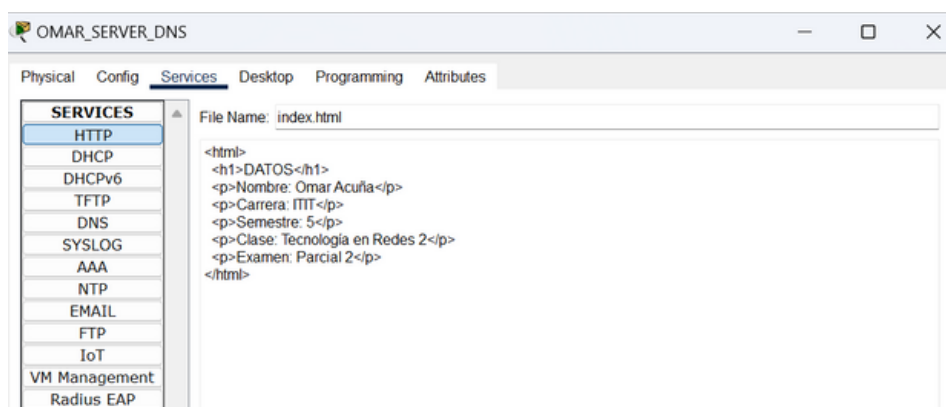 OMAR_SERVER_DNS
Physical Config Services Desktop Programming Attributes
SERVICES
HTTP
DHCP
DHCPv6
TFTP
DNS
SYSLOG
AAA
NTP
EMAIL
FTP
IoT
VM Management
Radius EAP
File Name: index.html
<html>
<h1>DATOS</h1>
<p>Nombre: Omar Acuña</p>
<p>Carrera: ITIT</p>
<p>Semestre: 5</p>
<p>Clase: Tecnología en Redes 2</p>
<p>Examen: Parcial 2</p>
</html>